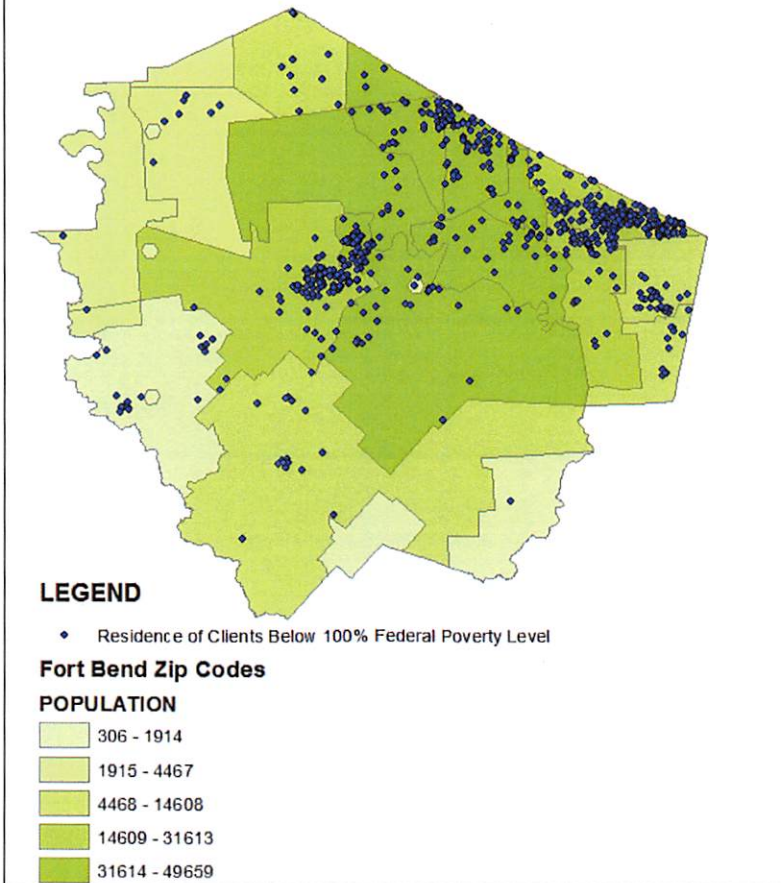 LEGEND
Residence of Clients Below 100% Federal Poverty Level
Fort Bend Zip Codes
POPULATION
306 - 1914
1915 - 4467
4468 - 14608
14609 - 31613
31614 - 49659